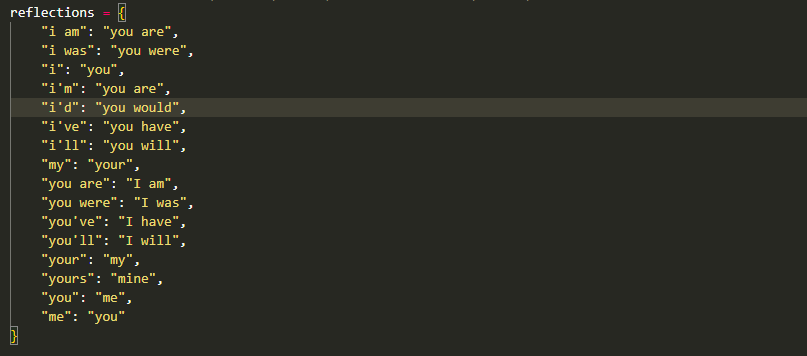 reflections = {
    "i am": "you are",
    "i was": "you were",
    "i": "you",
    "i'm": "you are",
    "i'd": "you would",
    "i've": "you have",
    "i'll": "you will",
    "my": "your",
    "you are": "I am",
    "you were": "I was",
    "you've": "I have",
    "you'll": "I will",
    "your": "my",
    "yours": "mine",
    "you": "me",
    "me": "you"
}